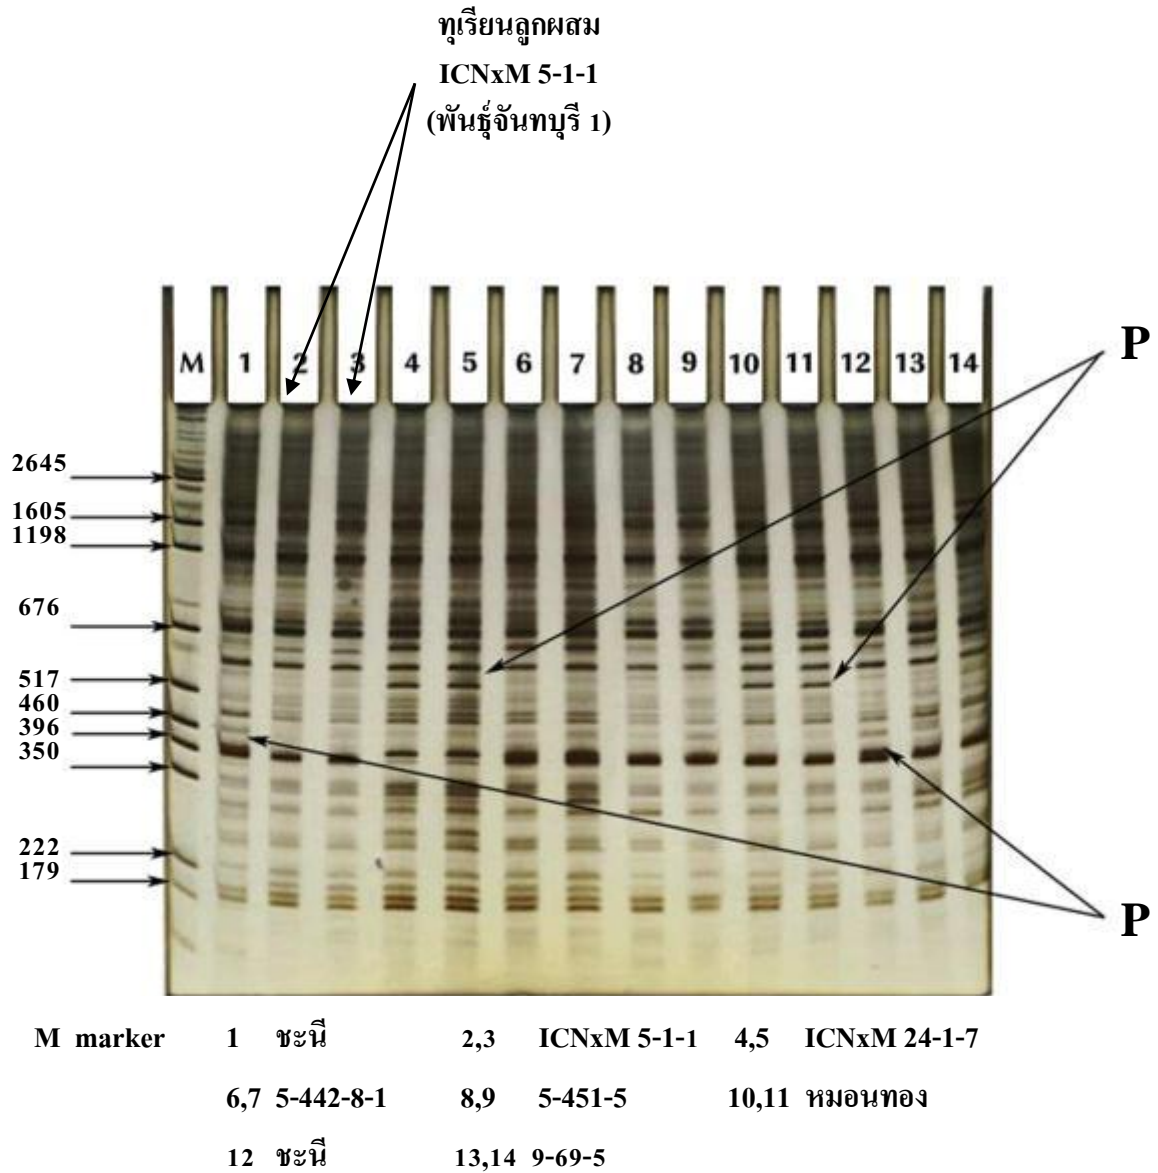 ทุเรียนลูกผสม
ICNxM 5-1-1
(พันธุ์จันทบุรี 1)
M 1 2 3 4 5 6 7 8 9 10 11 12 13 14
P
2645
1605
1198
676
517
460
396
350
222
179
P
M marker 1 ชะนี 2,3 ICNxM 5-1-1 4,5 ICNxM 24-1-7
6,7 5-442-8-1 8,9 5-451-5 10,11 หมอนทอง
12 ชะนี 13,14 9-69-5